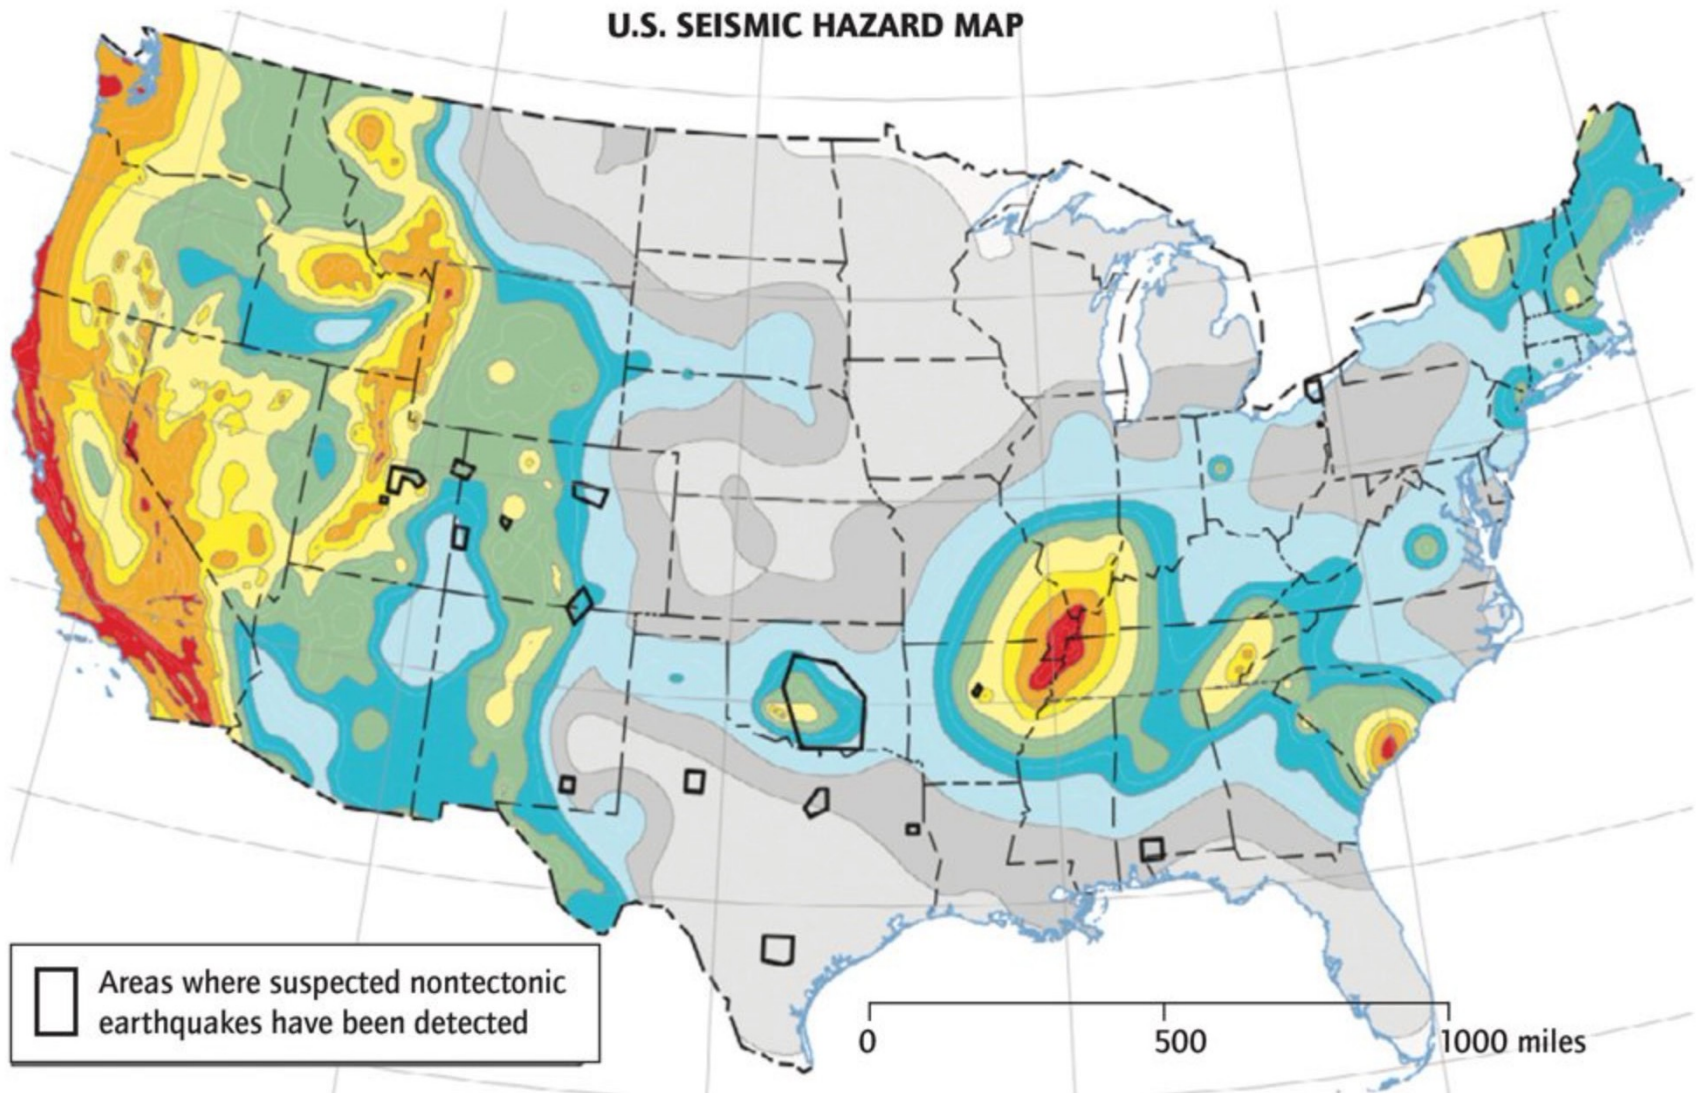 U.S. SEISMIC HAZARD MAP
Areas where suspected nontectonic
earthquakes have been detected
0 500 1000 miles